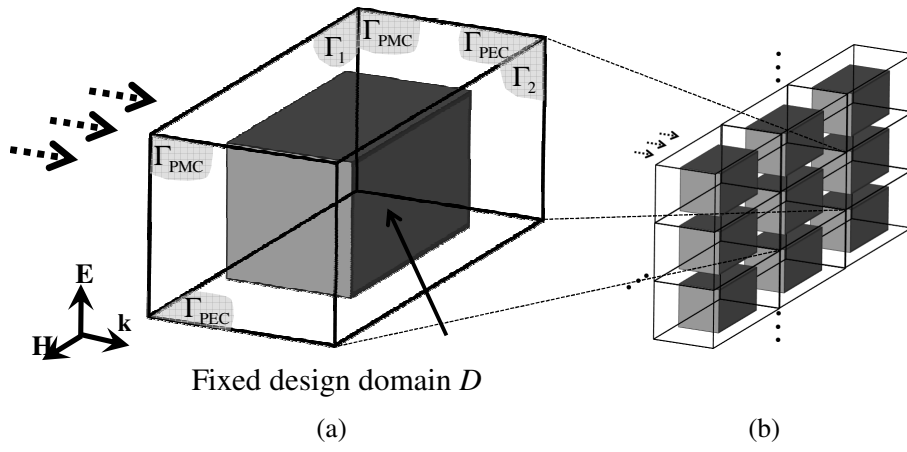 Γ1
ΓPMC
ΓPEC
Γ2
ΓPMC
ΓPEC
E
H
k
Fixed design domain D
(a)
(b)